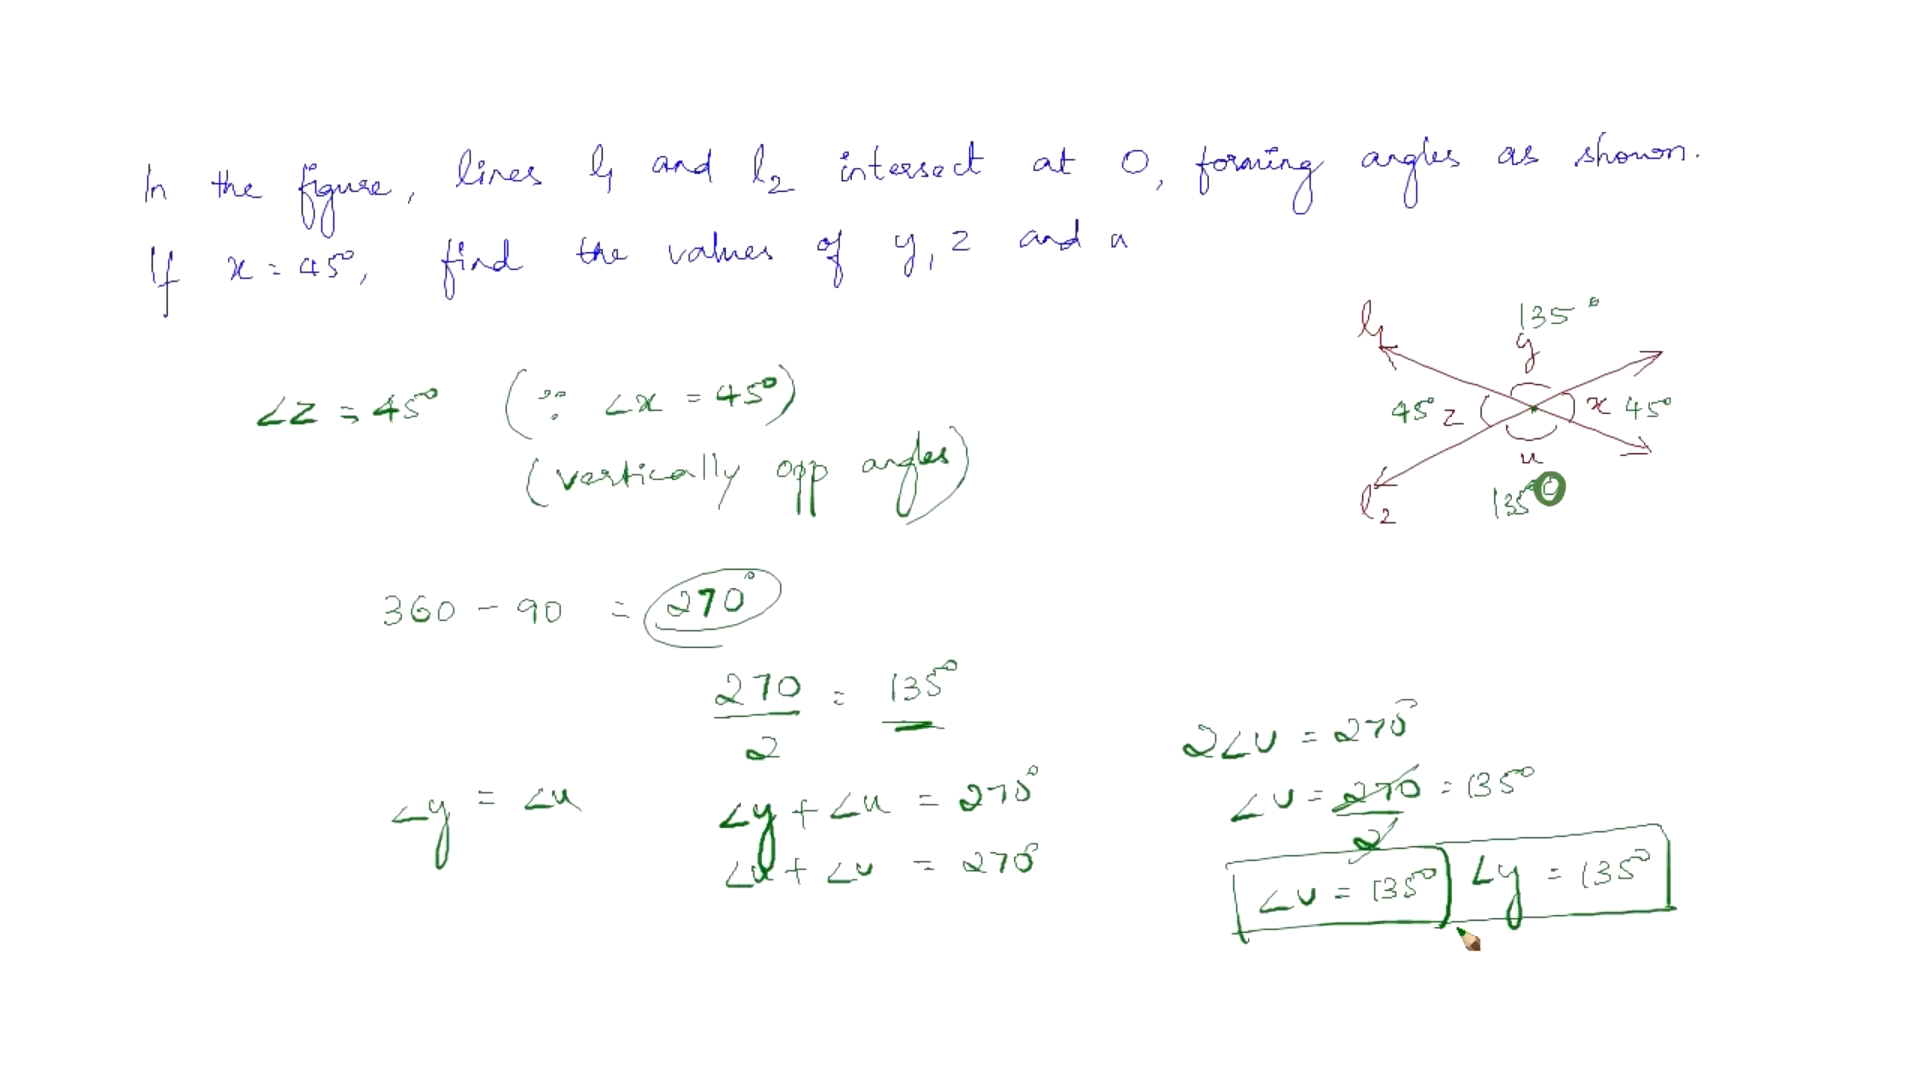 In the figure, lines l1 and l2 intersect at O, forming angles as shown.
If x = 45°, find the values of y, z and u
l1
135°
y
45° z
x 45°
u
l2
135°
∠z = 45° (∵ ∠x = 45°)
(vertically opp angles)
360 - 90 = 270°
270/2 = 135°
∠y = ∠u
∠y + ∠u = 270°
∠u + ∠u = 270°
2∠u = 270°
∠u = 270/2 = 135°
∠u = 135°
∠y = 135°